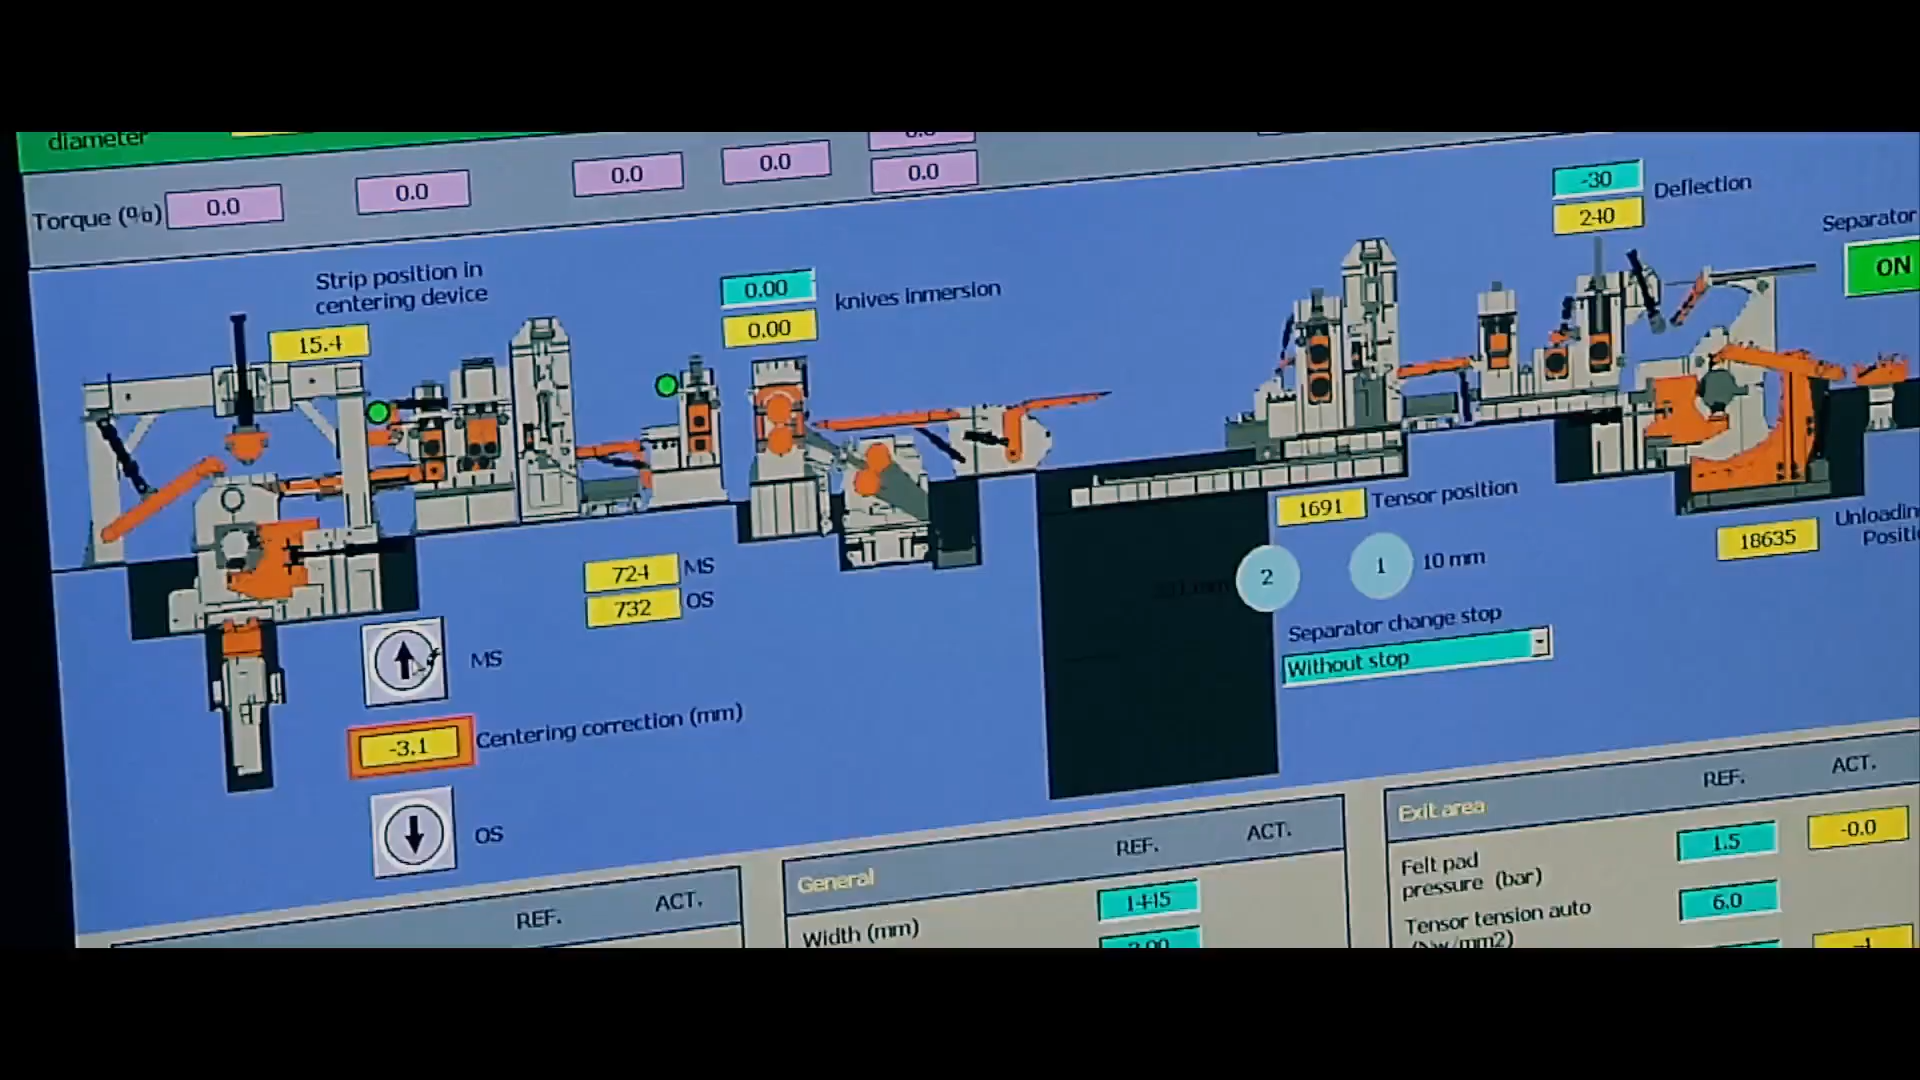 diameter
Torque (%)
0.0
0.0
0.0
0.0
0.0
-30
240
Deflection
Separator
ON
Strip position in
centering device
15.4
0.00
0.00
knives inmersion
1691
Tensor position
18635
2
1
10 mm
724
MS
732
OS
Separator change stop
Without stop
MS
-3.1
Centering correction (mm)
OS
REF.
ACT.
General
REF.
ACT.
Width (mm)
1445
Exit area
REF.
ACT.
Felt pad
pressure (bar)
1.5
-0.0
Tensor tension auto
6.0